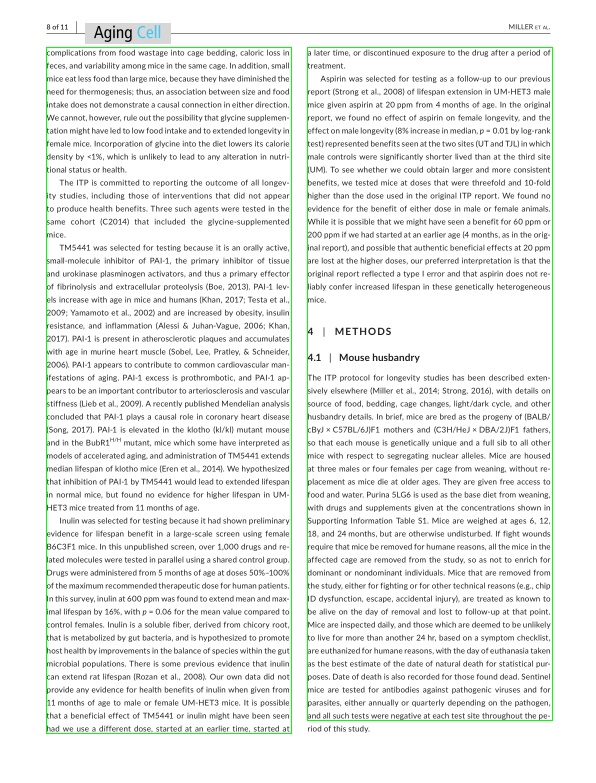 8 of 11
Aging Cell
MILLER ET AL.
complications from food wastage into cage bedding, caloric loss in
feces, and variability among mice in the same cage. In addition, small
mice eat less food than large mice, because they have diminished the
need for thermogenesis; thus, an association between size and food
intake does not demonstrate a causal connection in either direction.
We cannot, however, rule out the possibility that glycine supplemen-
tation might have led to low food intake and to extended longevity in
female mice. Incorporation of glycine into the diet lowers its calorie
density by <1%, which is unlikely to lead to any alteration in nutri-
tional status or health.
The ITP is committed to reporting the outcome of all longev-
ity studies, including those of interventions that did not appear
to produce health benefits. Three such agents were tested in the
same cohort (C2014) that included the glycine-supplemented
mice.
TM5441 was selected for testing because it is an orally active,
small-molecule inhibitor of PAI-1, the primary inhibitor of tissue
and urokinase plasminogen activators, and thus a primary effector
of fibrinolysis and extracellular proteolysis (Boe, 2013). PAI-1 lev-
els increase with age in mice and humans (Khan, 2017; Testa et al.,
2009; Yamamoto et al., 2002) and are increased by obesity, insulin
resistance, and inflammation (Alessi & Juhan-Vague, 2006; Khan,
2017). PAI-1 is present in atherosclerotic plaques and accumulates
with age in murine heart muscle (Sobel, Lee, Pratley, & Schneider,
2006). PAI-1 appears to contribute to common cardiovascular man-
ifestations of aging. PAI-1 excess is prothrombotic, and PAI-1 ap-
pears to be an important contributor to arteriosclerosis and vascular
stiffness (Lieb et al., 2009). A recently published Mendelian analysis
concluded that PAI-1 plays a causal role in coronary heart disease
(Song, 2017). PAI-1 is elevated in the klotho (kl/kl) mutant mouse
and in the BubR1H/H mutant, mice which some have interpreted as
models of accelerated aging, and administration of TM5441 extends
median lifespan of klotho mice (Eren et al., 2014). We hypothesized
that inhibition of PAI-1 by TM5441 would lead to extended lifespan
in normal mice, but found no evidence for higher lifespan in UM-
HET3 mice treated from 11 months of age.
Inulin was selected for testing because it had shown preliminary
evidence for lifespan benefit in a large-scale screen using female
B6C3F1 mice. In this unpublished screen, over 1,000 drugs and re-
lated molecules were tested in parallel using a shared control group.
Drugs were administered from 5 months of age at doses 50%–100%
of the maximum recommended therapeutic dose for human patients.
In this survey, inulin at 600 ppm was found to extend mean and max-
imal lifespan by 16%, with p = 0.06 for the mean value compared to
control females. Inulin is a soluble fiber, derived from chicory root,
that is metabolized by gut bacteria, and is hypothesized to promote
host health by improvements in the balance of species within the gut
microbial populations. There is some previous evidence that inulin
can extend rat lifespan (Rozan et al., 2008). Our own data did not
provide any evidence for health benefits of inulin when given from
11 months of age to male or female UM-HET3 mice. It is possible
that a beneficial effect of TM5441 or inulin might have been seen
had we use a different dose, started at an earlier time, started at
a later time, or discontinued exposure to the drug after a period of
treatment.
Aspirin was selected for testing as a follow-up to our previous
report (Strong et al., 2008) of lifespan extension in UM-HET3 male
mice given aspirin at 20 ppm from 4 months of age. In the original
report, we found no effect of aspirin on female longevity, and the
effect on male longevity (8% increase in median, p = 0.01 by log-rank
test) represented benefits seen at the two sites (UT and TJL) in which
male controls were significantly shorter lived than at the third site
(UM). To see whether we could obtain larger and more consistent
benefits, we tested mice at doses that were threefold and 10-fold
higher than the dose used in the original ITP report. We found no
evidence for the benefit of either dose in male or female animals.
While it is possible that we might have seen a benefit for 60 ppm or
200 ppm if we had started at an earlier age (4 months, as in the orig-
inal report), and possible that authentic beneficial effects at 20 ppm
are lost at the higher doses, our preferred interpretation is that the
original report reflected a type I error and that aspirin does not re-
liably confer increased lifespan in these genetically heterogeneous
mice.
4 | METHODS
4.1 | Mouse husbandry
The ITP protocol for longevity studies has been described exten-
sively elsewhere (Miller et al., 2014; Strong, 2016), with details on
source of food, bedding, cage changes, light/dark cycle, and other
husbandry details. In brief, mice are bred as the progeny of (BALB/
cByJ × C57BL/6J)F1 mothers and (C3H/HeJ × DBA/2J)F1 fathers,
so that each mouse is genetically unique and a full sib to all other
mice with respect to segregating nuclear alleles. Mice are housed
at three males or four females per cage from weaning, without re-
placement as mice die at older ages. They are given free access to
food and water. Purina 5LG6 is used as the base diet from weaning,
with drugs and supplements given at the concentrations shown in
Supporting Information Table S1. Mice are weighed at ages 6, 12,
18, and 24 months, but are otherwise undisturbed. If fight wounds
require that mice be removed for humane reasons, all the mice in the
affected cage are removed from the study, so as not to enrich for
dominant or nondominant individuals. Mice that are removed from
the study, either for fighting or for other technical reasons (e.g., chip
ID dysfunction, escape, accidental injury), are treated as known to
be alive on the day of removal and lost to follow-up at that point.
Mice are inspected daily, and those which are deemed to be unlikely
to live for more than another 24 hr, based on a symptom checklist,
are euthanized for humane reasons, with the day of euthanasia taken
as the best estimate of the date of natural death for statistical pur-
poses. Date of death is also recorded for those found dead. Sentinel
mice are tested for antibodies against pathogenic viruses and for
parasites, either annually or quarterly depending on the pathogen,
and all such tests were negative at each test site throughout the pe-
riod of this study.